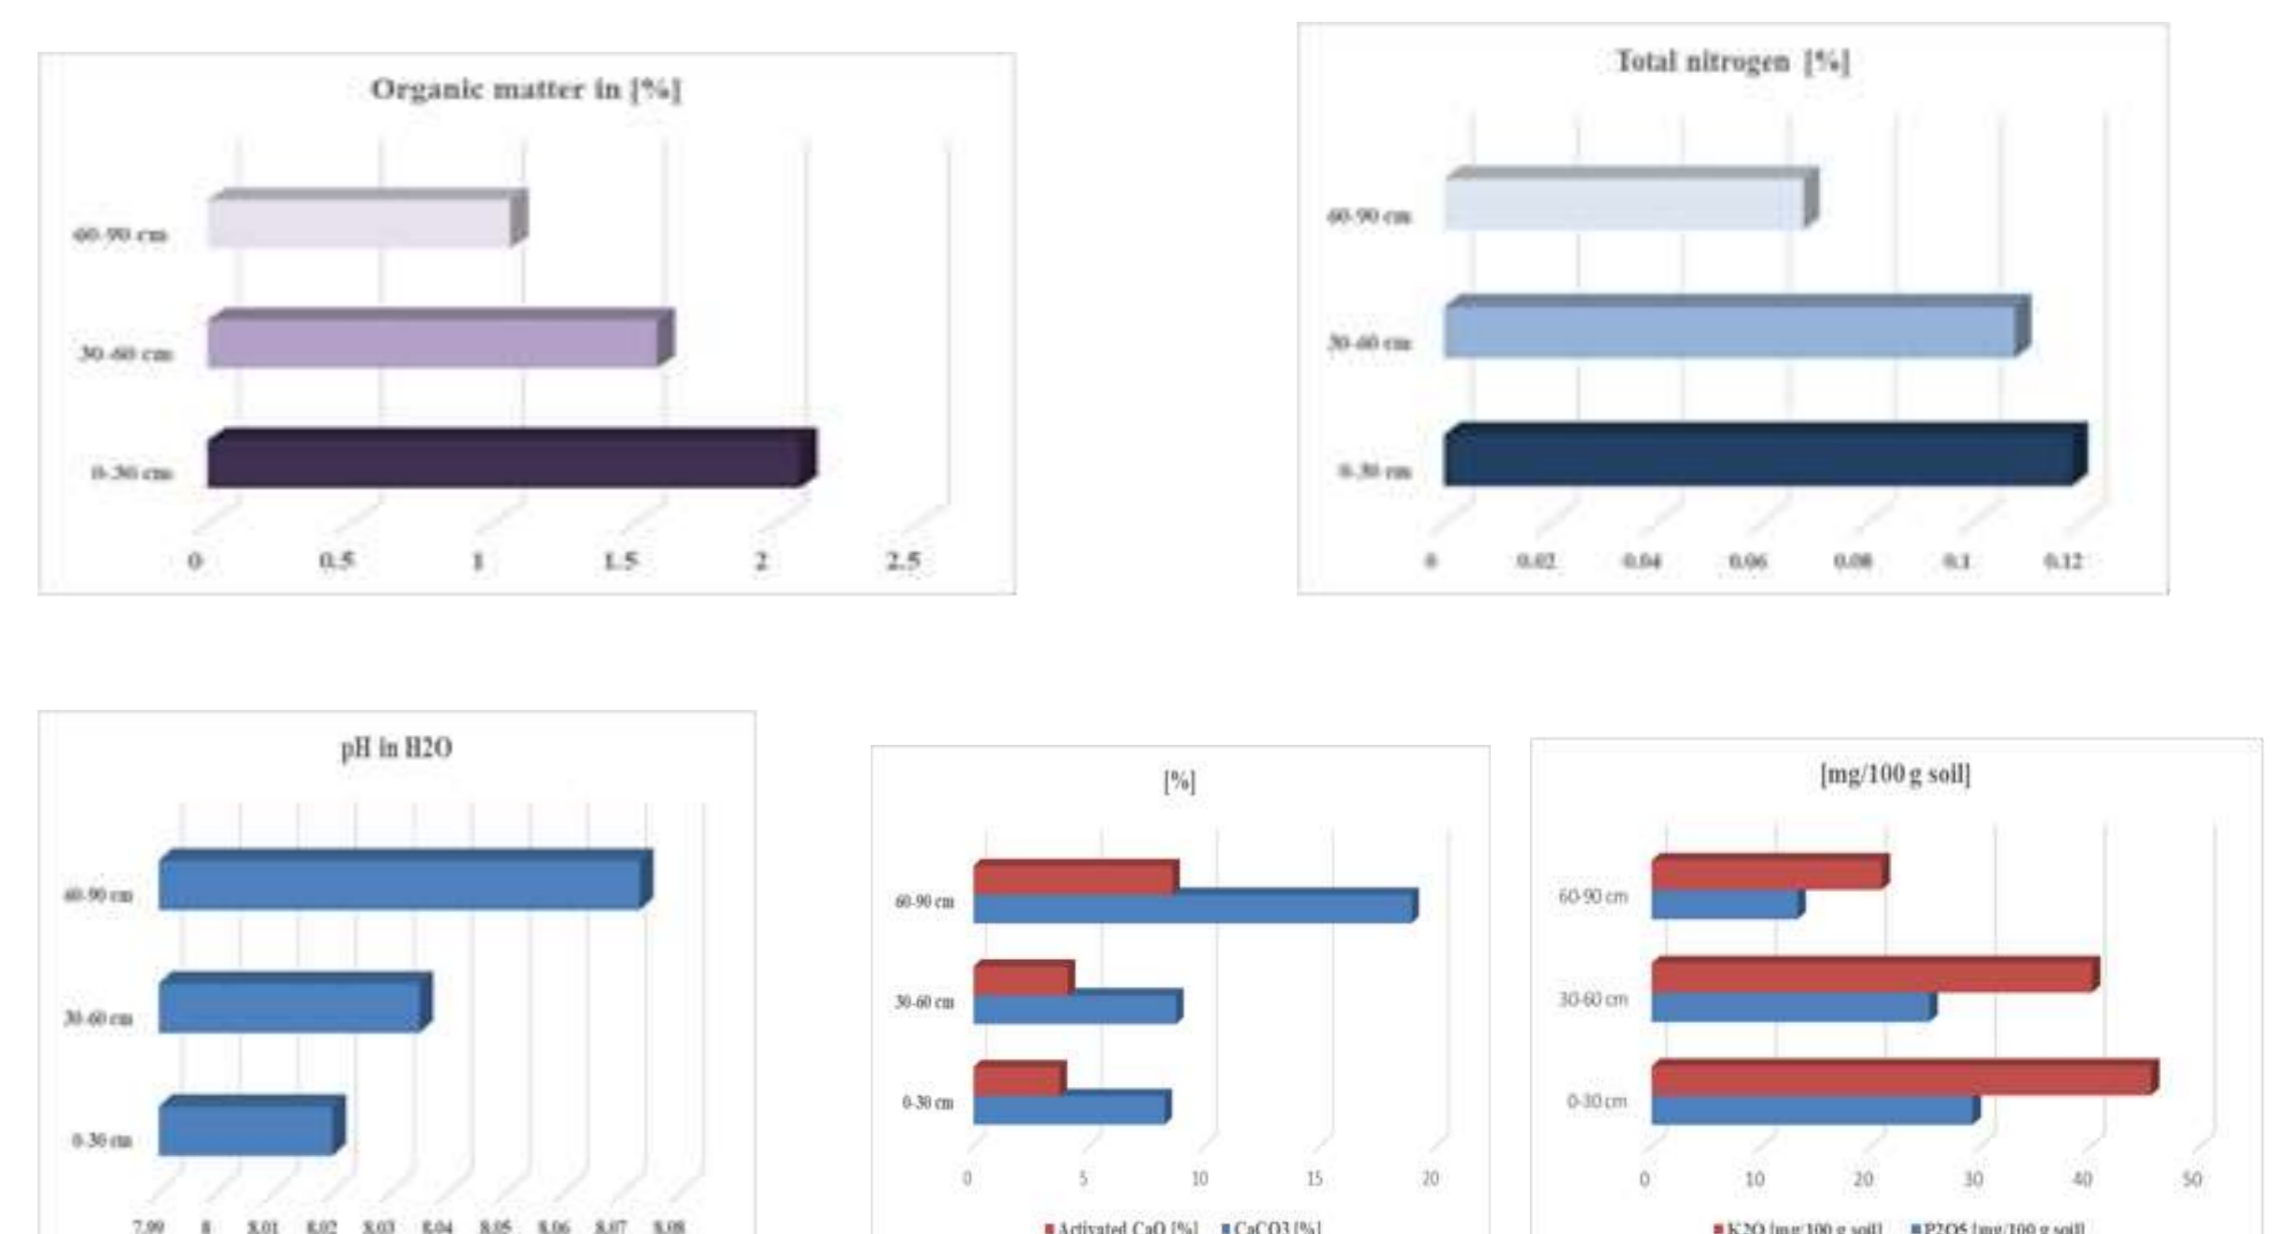 Organic matter in [%]
60-90 cm
30-60 cm
0-30 cm
0 0.5 1 1.5 2 2.5
Total nitrogen [%]
60-90 cm
30-60 cm
0-30 cm
0 0.02 0.04 0.06 0.08 0.1 0.12
pH in H2O
60-90 cm
30-60 cm
0-30 cm
7.99 8 8.01 8.02 8.03 8.04 8.05 8.06 8.07 8.08
[%]
60-90 cm
30-60 cm
0-30 cm
0 5 10 15 20
Activated CaO [%] CaCO3 [%]
[mg/100 g soil]
60-90 cm
30-60 cm
0-30 cm
0 10 20 30 40 50
K2O [mg/100 g soil] P2O5 [mg/100 g soil]